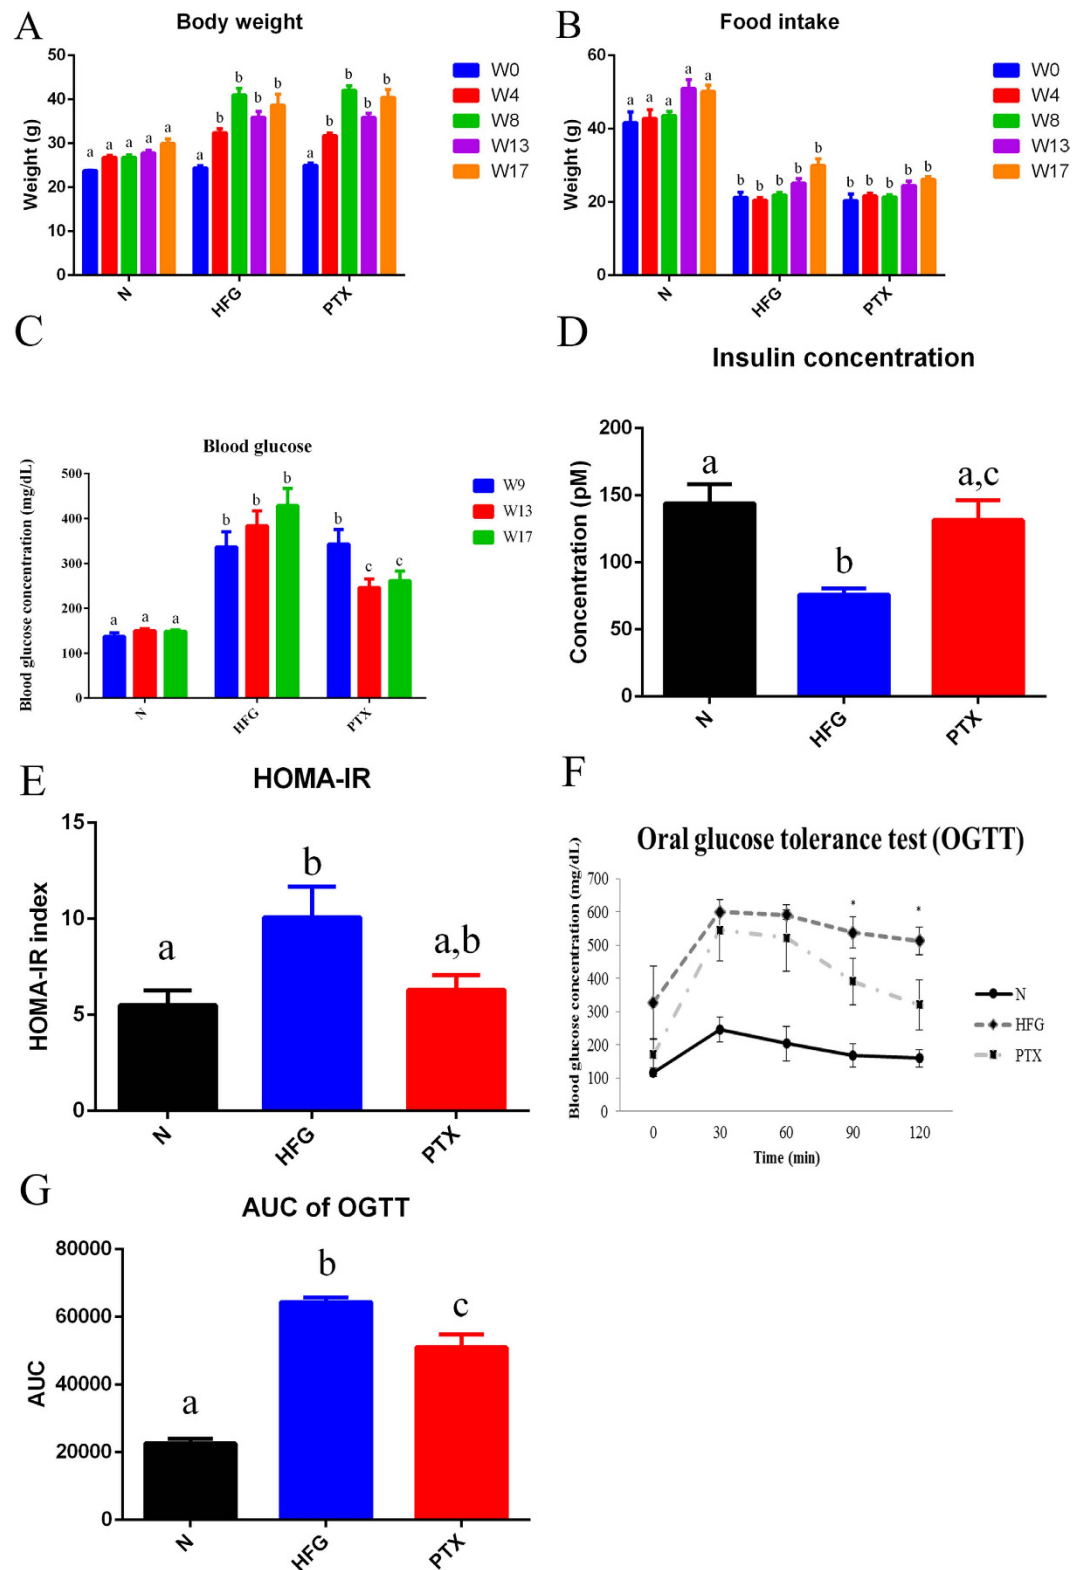 A
Body weight
Weight (g)
50
40
30
20
10
0
a a a a a
a b b b b
a b b b b
N HFG PTX
W0
W4
W8
W13
W17
B
Food intake
Weight (g)
60
40
20
0
a a a a a
b b b b b
b b b b b
N HFG PTX
W0
W4
W8
W13
W17
C
Blood glucose
Blood glucose concentration (mg/dL)
500
400
300
200
100
0
a a a
b b b
b c c
N HFG PTX
W9
W13
W17
D
Insulin concentration
Concentration (pM)
200
150
100
50
0
a b a,c
N HFG PTX
E
HOMA-IR
HOMA-IR index
15
10
5
0
a b a,b
N HFG PTX
F
Oral glucose tolerance test (OGTT)
Blood glucose concentration (mg/dL)
700
600
500
400
300
200
100
0
* *
0 30 60 90 120
Time (min)
N
HFG
PTX
G
AUC of OGTT
AUC
80000
60000
40000
20000
0
a b c
N HFG PTX